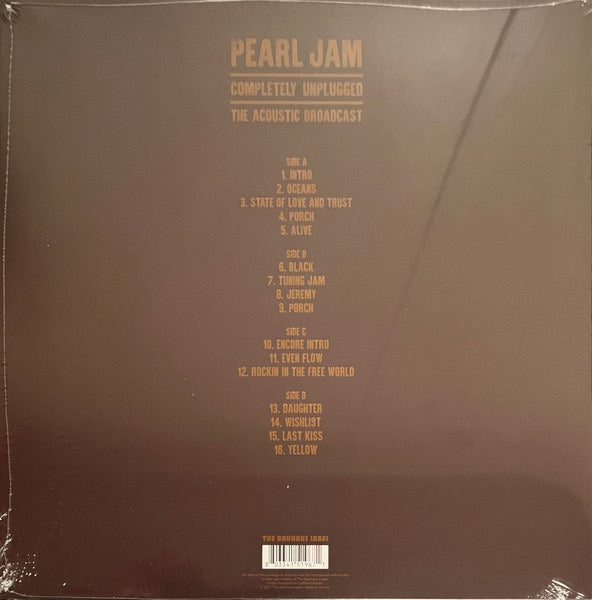 PEARL JAM
COMPLETELY UNPLUGGED
THE ACOUSTIC BROADCAST
SIDE A
1. INTRO
2. OCEANS
3. STATE OF LOVE AND TRUST
4. PORCH
5. ALIVE
SIDE B
6. BLACK
7. TUNING JAM
8. JEREMY
9. PORCH
SIDE C
10. ENCORE INTRO
11. EVEN FLOW
12. ROCKIN IN THE FREE WORLD
SIDE D
13. DAUGHTER
14. WISHLIST
15. LAST KISS
16. YELLOW
THE BAUHAUS LABEL